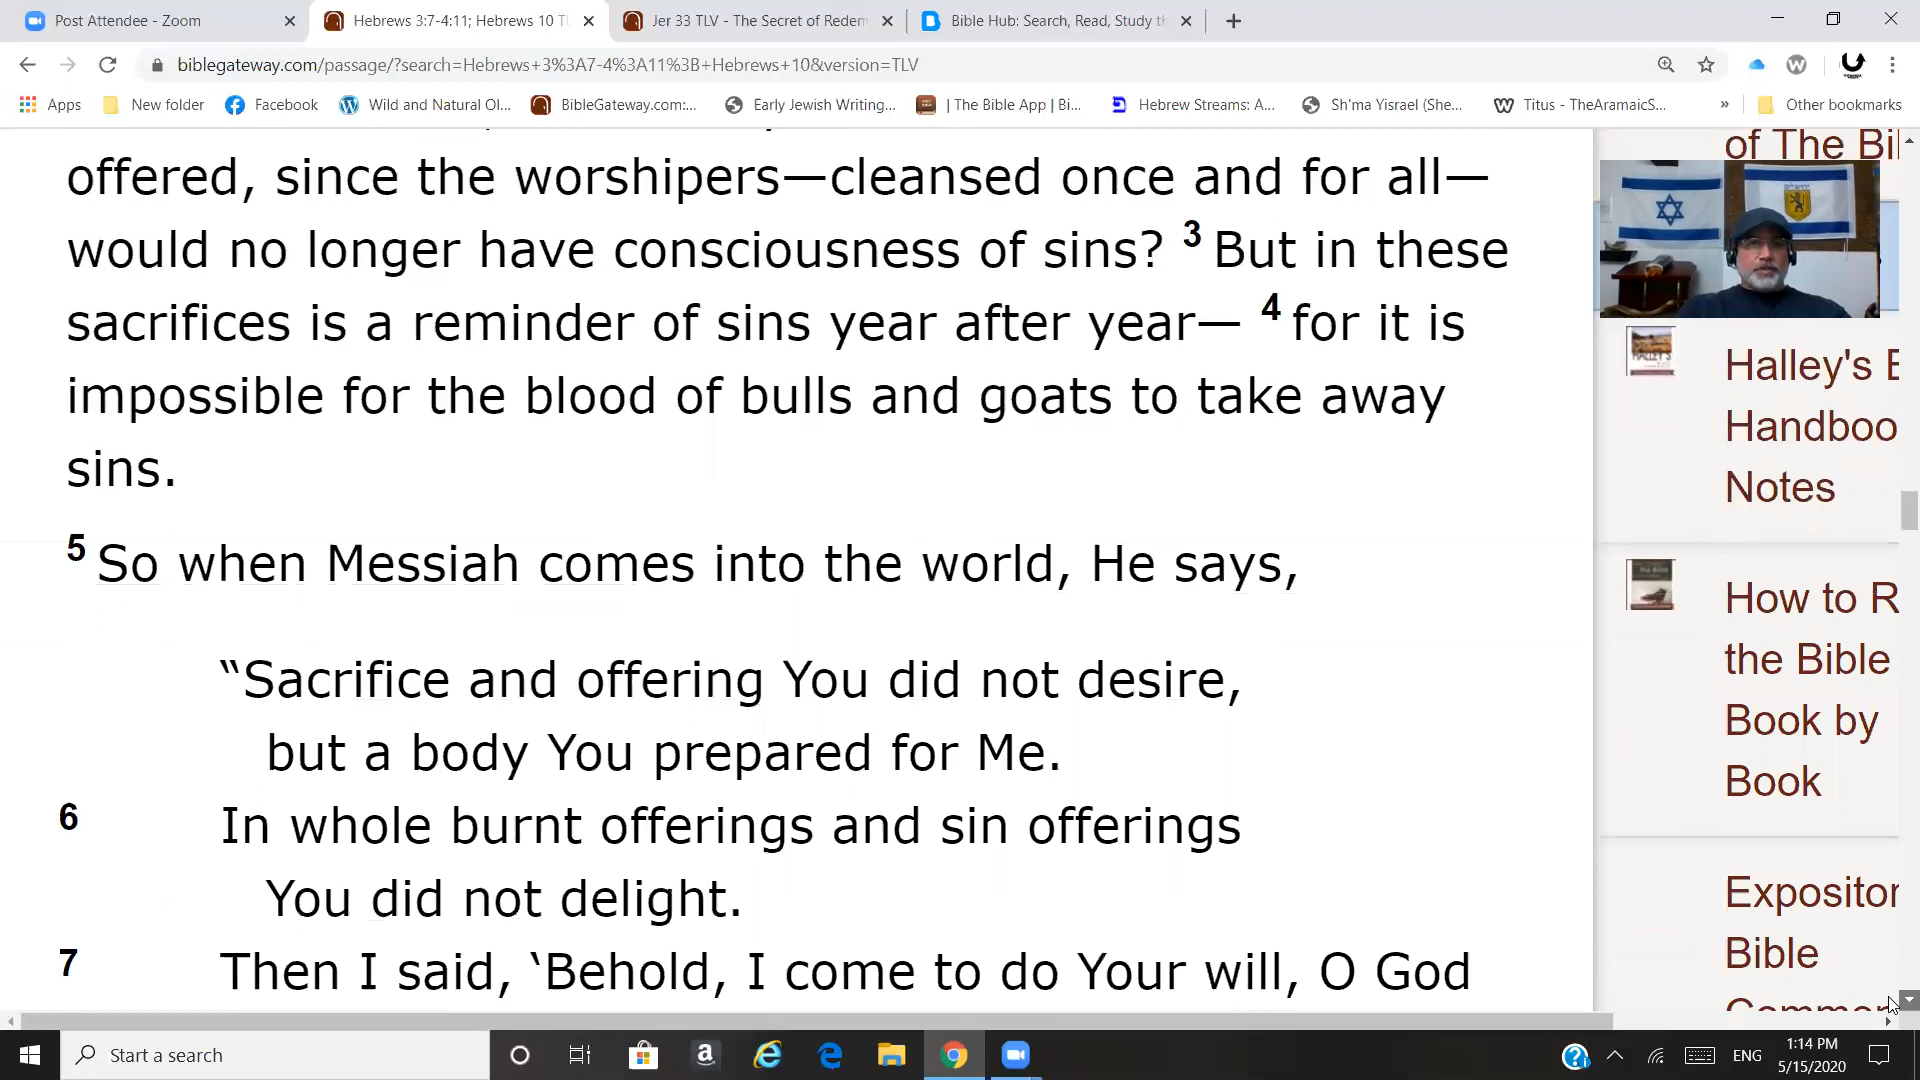 Post Attendee - Zoom
Hebrews 3:7-4:11; Hebrews 10 TL
Jer 33 TLV - The Secret of Redem
Bible Hub: Search, Read, Study th
biblegateway.com/passage/?search=Hebrews+3%3A7-4%3A11%3B+Hebrews+10&version=TLV
Apps
New folder
Facebook
Wild and Natural Ol...
BibleGateway.com:...
Early Jewish Writing...
| The Bible App | Bi...
Hebrew Streams: A...
Sh'ma Yisrael (She...
Titus - TheAramaicS...
»
Other bookmarks
offered, since the worshipers—cleansed once and for all—
would no longer have consciousness of sins? 3 But in these
sacrifices is a reminder of sins year after year— 4 for it is
impossible for the blood of bulls and goats to take away
sins.
5 So when Messiah comes into the world, He says,
“Sacrifice and offering You did not desire,
but a body You prepared for Me.
6 In whole burnt offerings and sin offerings
You did not delight.
7 Then I said, ‘Behold, I come to do Your will, O God
of The Bi
Halley's B
Handboo
Notes
How to R
the Bible
Book by
Book
Expositor
Bible
Start a search
ENG
1:14 PM
5/15/2020